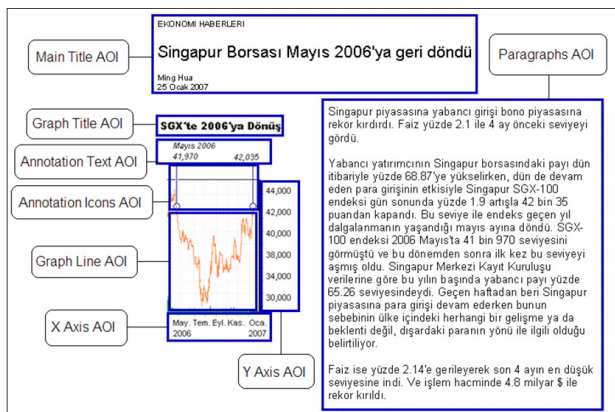 EKONOMI HABERLERİ
Singapur Borsası Mayıs 2006'ya geri döndü
Ming Hua
25 Ocak 2007
Main Title AOI
Paragraphs AOI
Graph Title AOI
SGX'te 2006'ya Dönüş
Annotation Text AOI
Mayıs 2006
41,970 42,035
Annotation Icons AOI
44,000
42,000
40,000
38,000
36,000
34,000
32,000
30,000
Graph Line AOI
X Axis AOI
May. Tem. Eyl. Kas. Oca.
2006 2007
Y Axis AOI
Singapur piyasasına yabancı girişi bono piyasasına
rekor kırdırdı. Faiz yüzde 2.1 ile 4 ay önceki seviyeyi
gördü.
Yabancı yatırımcının Singapur borsasındaki payı dün
itibariyle yüzde 68.87'ye yükselirken, dün de devam
eden para girişinin etkisiyle Singapur SGX-100
endeksi gün sonunda yüzde 1.9 artışla 42 bin 35
puandan kapandı. Bu seviye ile endeks geçen yıl
dalgalanmanın yaşandığı mayıs ayına döndü. SGX-
100 endeksi 2006 Mayıs'ta 41 bin 970 seviyesini
görmüştü ve bu dönemden sonra ilk kez bu seviyeyi
aşmış oldu. Singapur Merkezi Kayıt Kuruluşu
verilerine göre bu yılın başında yabancı payı yüzde
65.26 seviyesindeydi. Geçen haftadan beri Singapur
piyasasına para girişi devam ederken bunun
sebebinin ülke içindeki herhangi bir gelişme ya da
beklenti değil, dışardaki paranın yönü ile ilgili olduğu
belirtiliyor.
Faiz ise yüzde 2.14'e gerileyerek son 4 ayın en düşük
seviyesine indi. Ve işlem hacminde 4.8 milyar $ ile
rekor kırıldı.